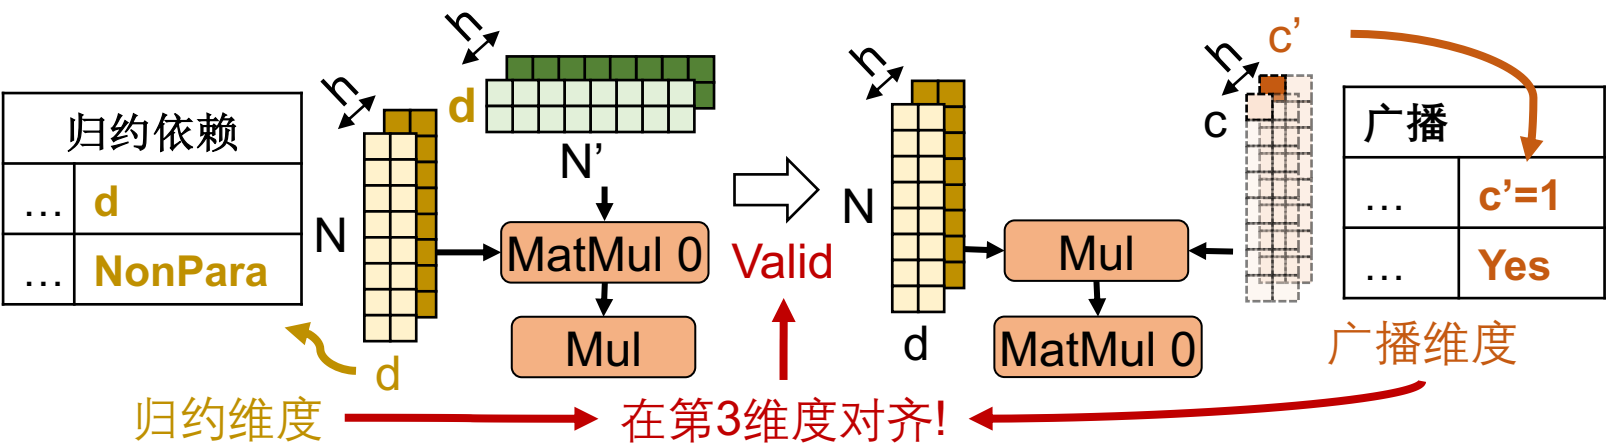 归约依赖
… d
… NonPara
h
N
d
归约维度
h
d
N’
MatMul 0
Mul
Valid
在第3维度对齐!
h
N
d
Mul
MatMul 0
h
c’
c
广播
… c’=1
… Yes
广播维度